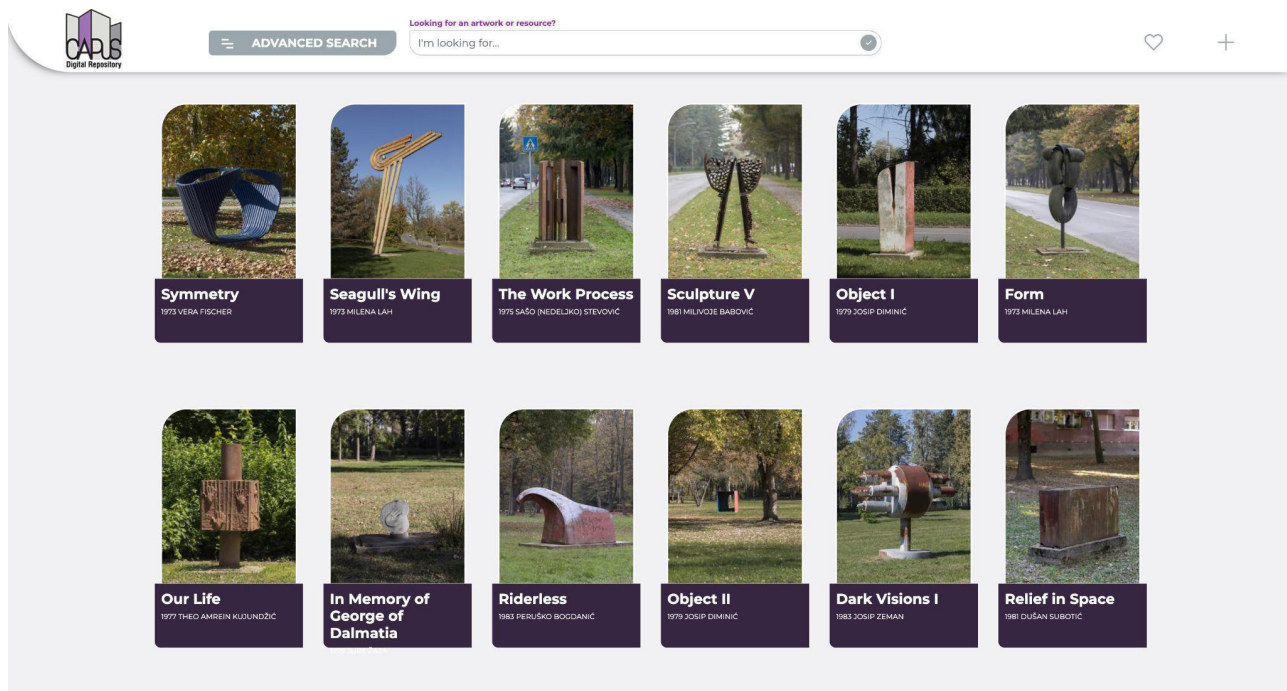 Looking for an artwork or resource?
CAPUS
Digital Repository
ADVANCED SEARCH
I'm looking for...
Symmetry
1973 VERA FISCHER
Seagull's Wing
1973 MILENA LAH
The Work Process
1975 SAŠO (NEDELJKO) STEVOVIĆ
Sculpture V
1981 MILIVOJE BABOVIĆ
Object I
1979 JOSIP DIMINIĆ
Form
1973 MILENA LAH
Our Life
1977 THEO AMREIN KUJUNDŽIĆ
In Memory of
George of
Dalmatia
Riderless
1983 PERUŠKO BOGDANIĆ
Object II
1979 JOSIP DIMINIĆ
Dark Visions I
1983 JOSIP ZEMAN
Relief in Space
1981 DUŠAN SUBOTIĆ